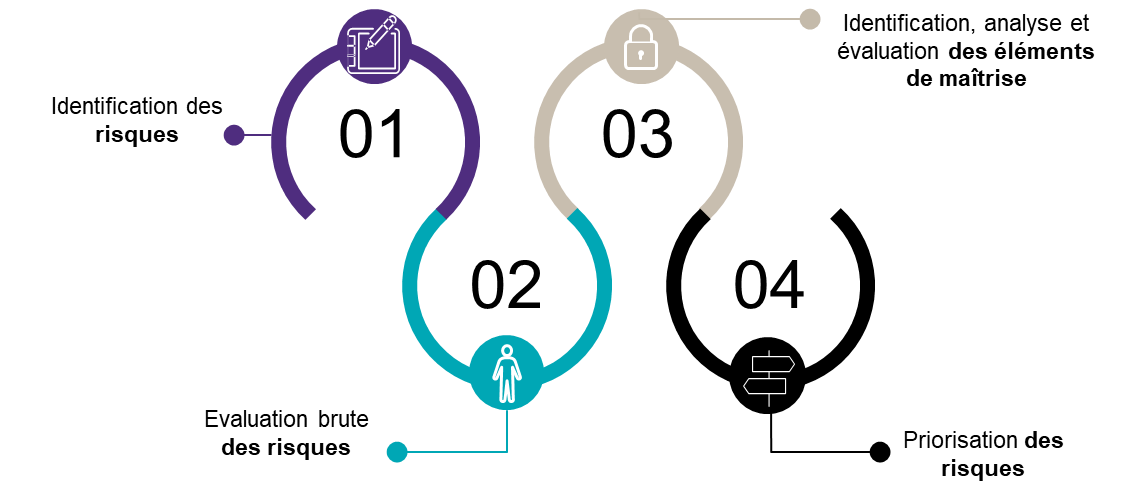 01
Identification des
risques
02
Evaluation brute
des risques
03
Identification, analyse et
évaluation des éléments
de maîtrise
04
Priorisation des
risques